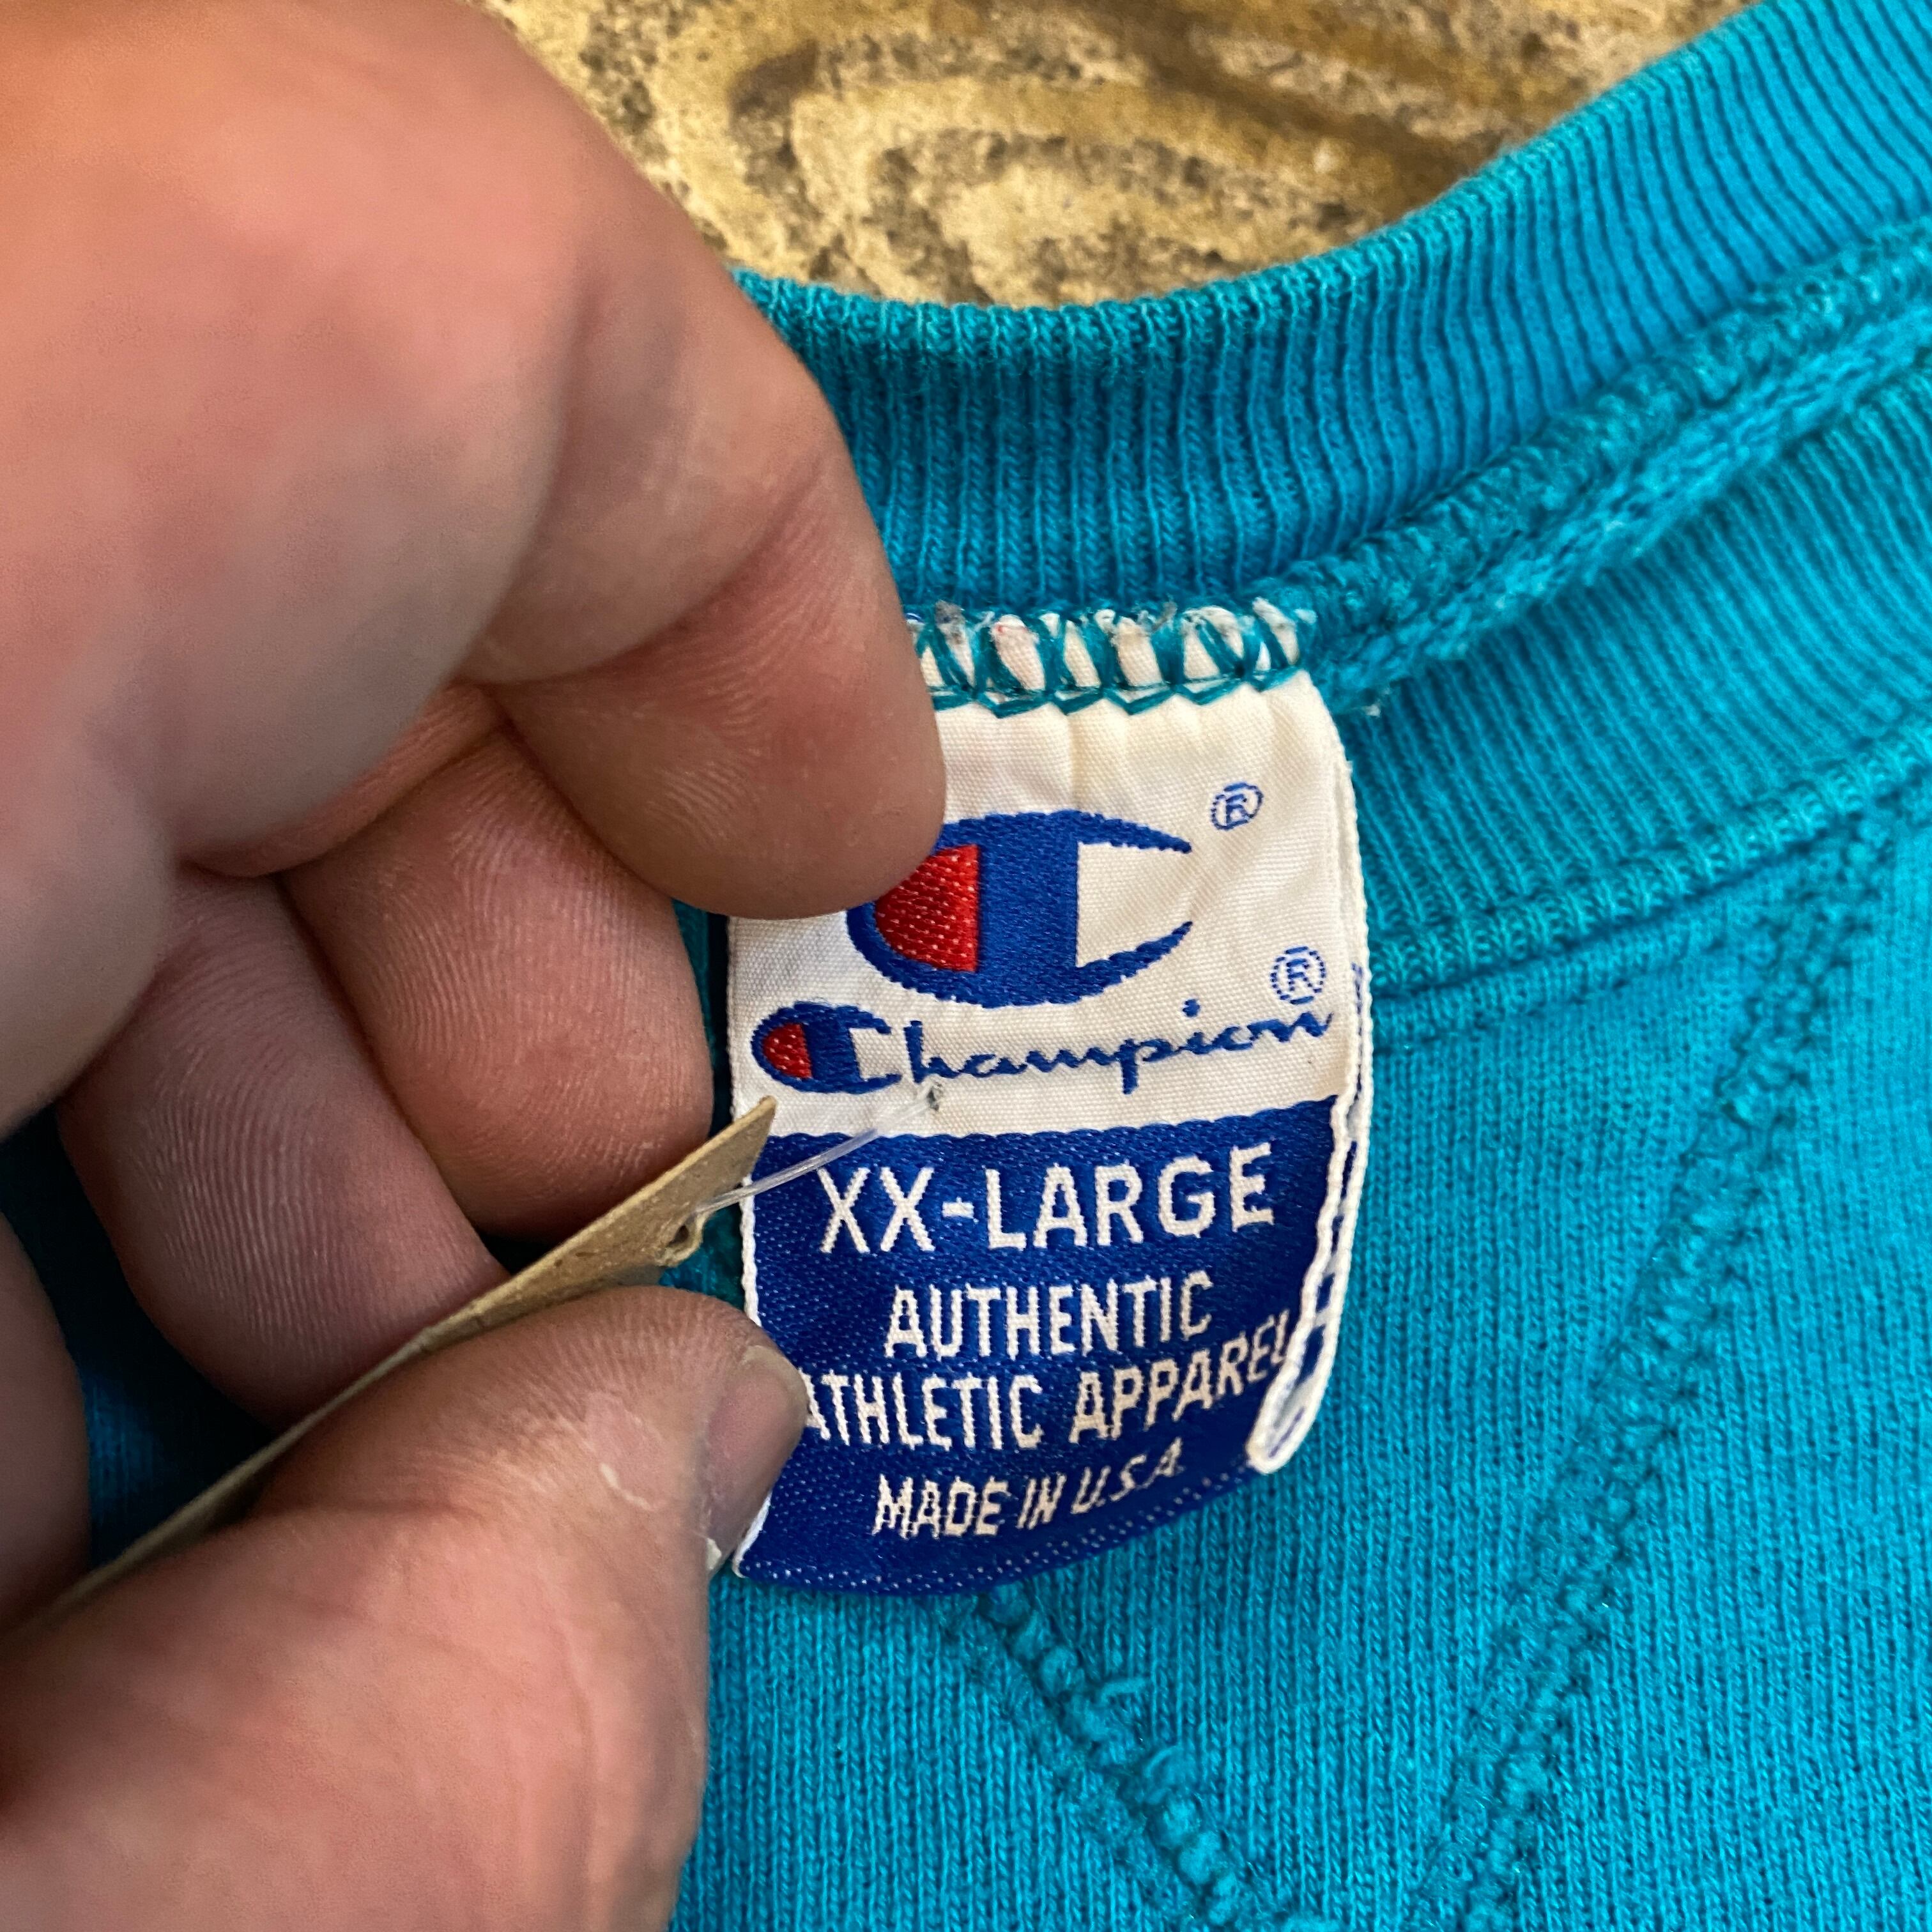 ®
Champion®
XX-LARGE
AUTHENTIC
ATHLETIC APPAREL
MADE IN U.S.A